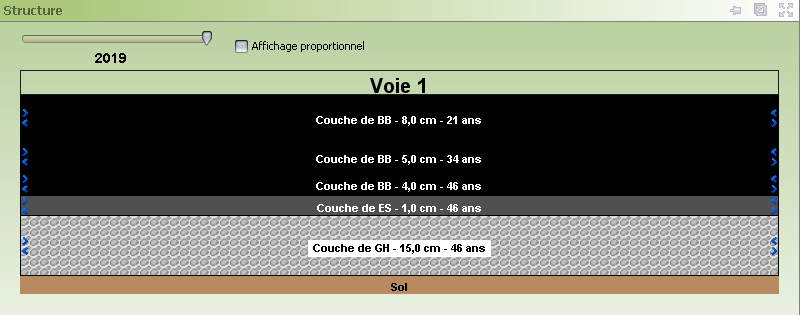 Structure
2019
Affichage proportionnel
Voie 1
Couche de BB - 8,0 cm - 21 ans
Couche de BB - 5,0 cm - 34 ans
Couche de BB - 4,0 cm - 46 ans
Couche de ES - 1,0 cm - 46 ans
Couche de GH - 15,0 cm - 46 ans
Sol